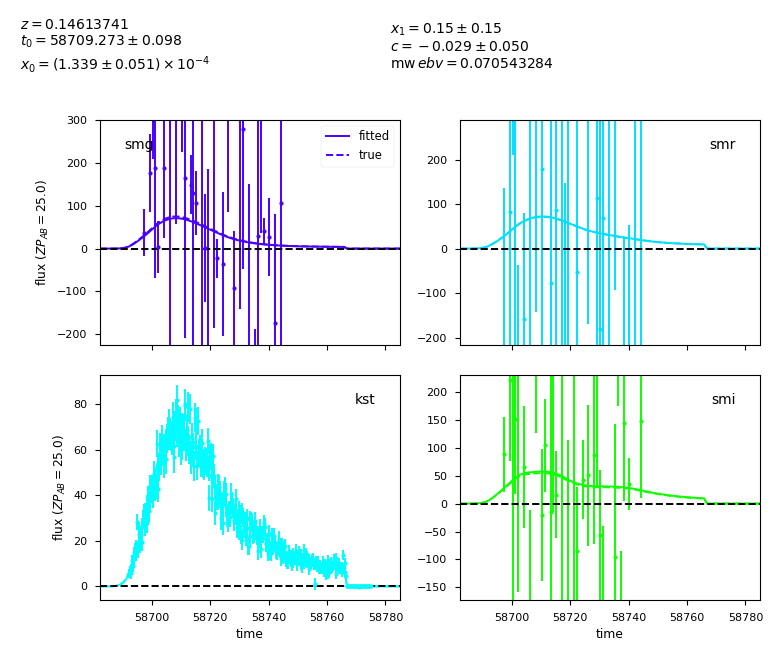 z = 0.14613741
t₀ = 58709.273 ± 0.098
x₀ = (1.339 ± 0.051) × 10⁻⁴
x₁ = 0.15 ± 0.15
c = −0.029 ± 0.050
mwebv = 0.070543284
smg
fitted
true
300
200
100
0
−100
−200
flux (ZP_AB = 25.0)
smr
200
100
0
−100
−200
kst
80
60
40
20
0
flux (ZP_AB = 25.0)
58700 58720 58740 58760 58780
time
smi
200
150
100
50
0
−50
−100
−150
58700 58720 58740 58760 58780
time